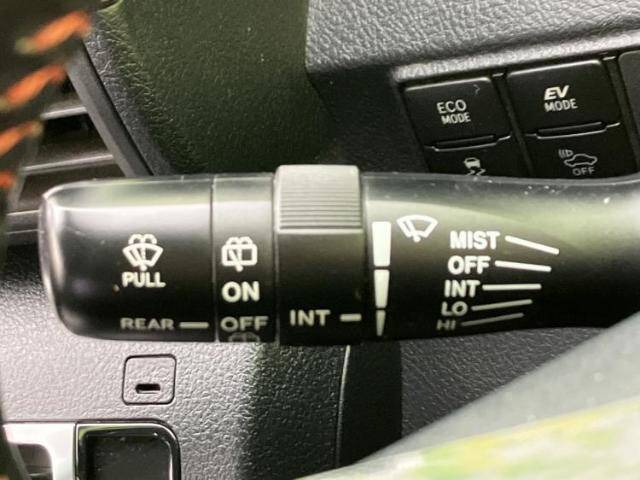 ECO
MODE
EV
MODE
OFF
PULL
REAR
ON
OFF
INT
MIST
OFF
INT
LO
HI